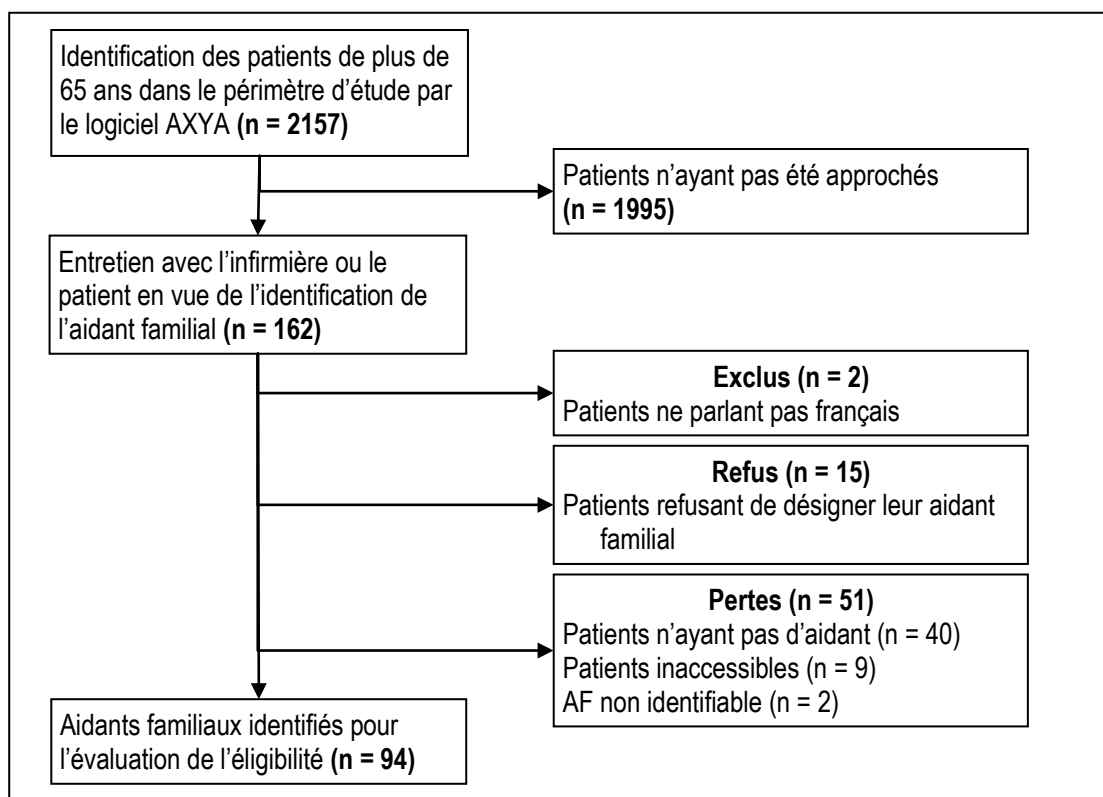 Identification des patients de plus de
65 ans dans le périmètre d’étude par
le logiciel AXYA (n = 2157)
Patients n’ayant pas été approchés
(n = 1995)
Entretien avec l’infirmière ou le
patient en vue de l’identification de
l’aidant familial (n = 162)
Exclus (n = 2)
Patients ne parlant pas français
Refus (n = 15)
Patients refusant de désigner leur aidant
familial
Pertes (n = 51)
Patients n’ayant pas d’aidant (n = 40)
Patients inaccessibles (n = 9)
AF non identifiable (n = 2)
Aidants familiaux identifiés pour
l’évaluation de l’éligibilité (n = 94)